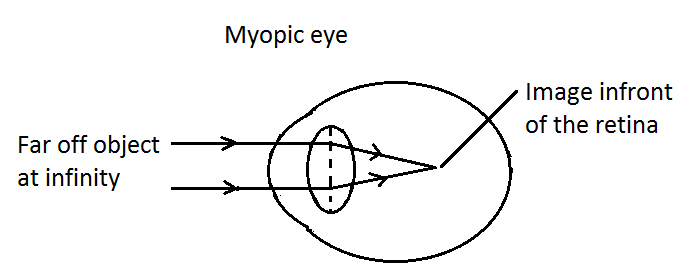 Myopic eye
Far off object
at infinity
Image infront
of the retina